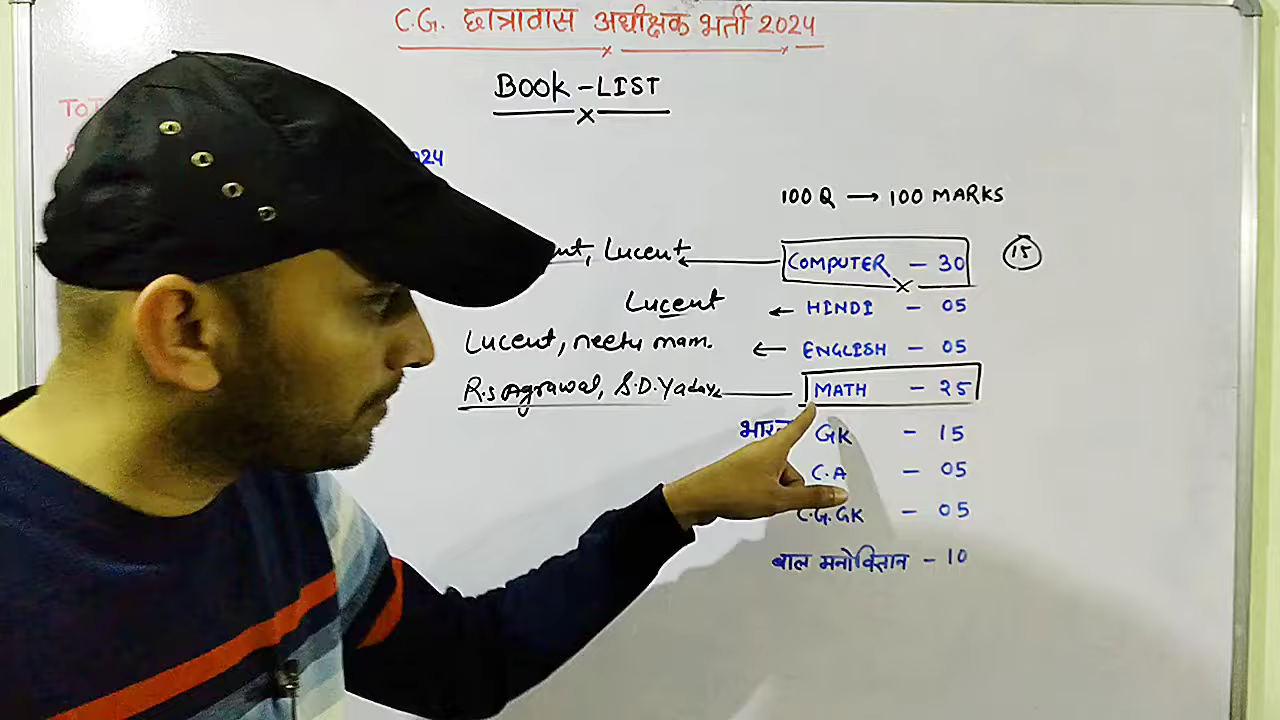 C.G. छात्रावास अधीक्षक भर्ती 2024
BOOK - LIST
100 Q → 100 MARKS
Lucent ← COMPUTER - 30 (15)
Lucent ← HINDI - 05
Lucent, neetu mam. ← ENGLISH - 05
R.s Agrawal, S.D. Yadav ← MATH - 25
GK - 15
C.A - 05
C.G. GK - 05
बाल मनोविज्ञान - 10